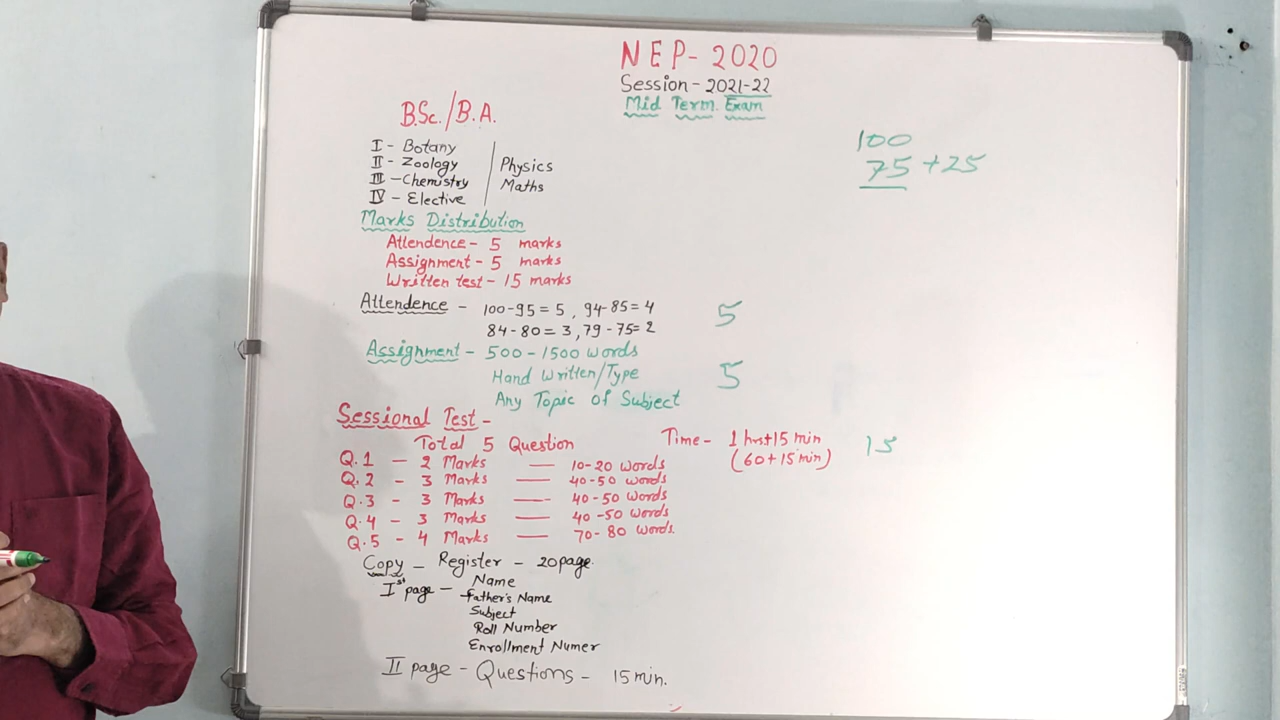 NEP-2020
Session-2021-22
Mid Term. Exam
B.Sc./B.A.
100
75 +25
I - Botany
II - Zoology
III - Chemistry
IV - Elective
Physics
Maths
Marks Distribution
Attendence - 5 marks
Assignment - 5 marks
Written test - 15 marks
Attendence - 100-95 = 5 , 94-85 = 4
84-80 = 3 , 79-75 = 2
5
Assignment - 500 - 1500 words
Hand Written/Type
Any Topic of Subject
5
Sessional Test -
Total 5 Question
Time - 1 hrs+15 min
(60+15 min)
15
Q.1 - 2 Marks — 10-20 words
Q.2 - 3 Marks — 40-50 words
Q.3 - 3 Marks — 40-50 words
Q.4 - 3 Marks — 40-50 words
Q.5 - 4 Marks — 70-80 words.
Copy - Register - 20 page.
Ist page - Name
Father's Name
Subject
Roll Number
Enrollment Numer
II page - Questions - 15 min.